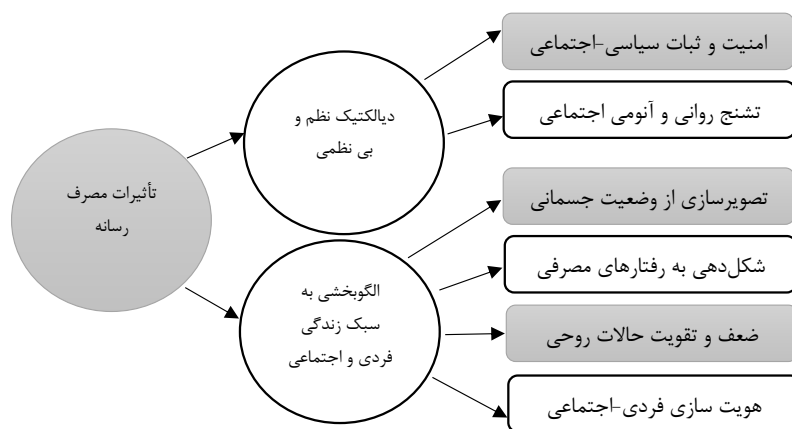 تأثیرات مصرف
رسانه
دیالکتیک نظم و
بی نظمی
امنیت و ثبات سیاسی-اجتماعی
تشنج روانی و آنومی اجتماعی
الگوبخشی به
سبک زندگی
فردی و اجتماعی
تصویرسازی از وضعیت جسمانی
شکل‌دهی به رفتارهای مصرفی
ضعف و تقویت حالات روحی
هویت سازی فردی-اجتماعی